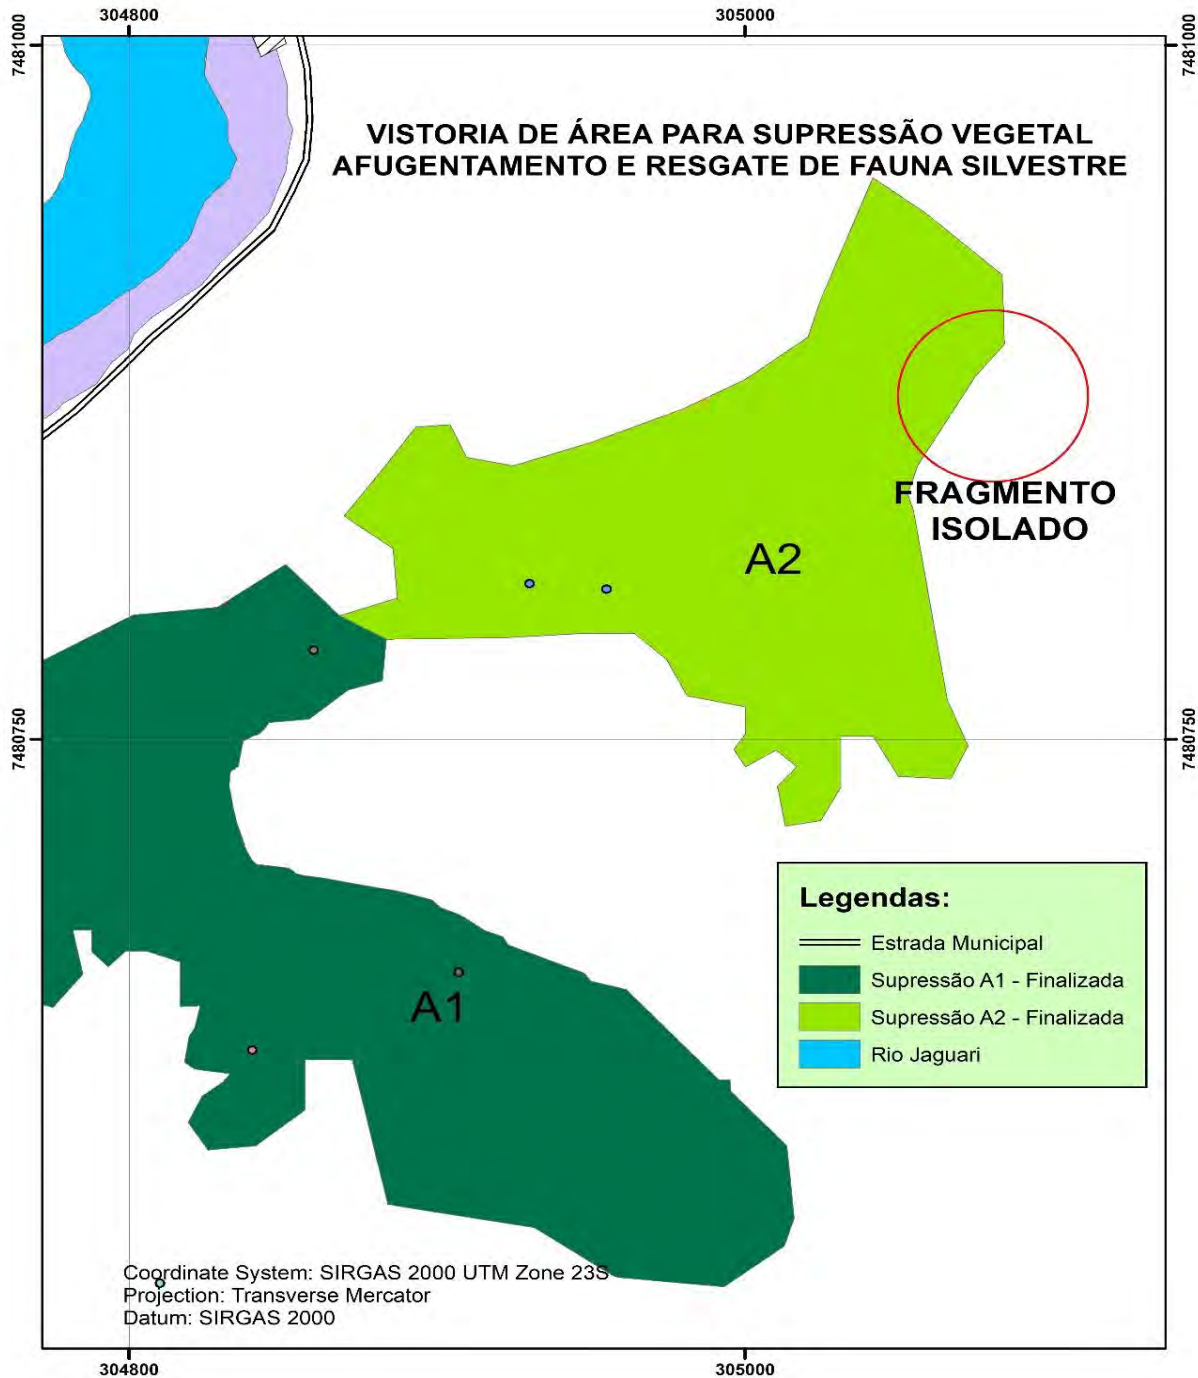 304800
305000
7481000
7481000
VISTORIA DE ÁREA PARA SUPRESSÃO VEGETAL
AFUGENTAMENTO E RESGATE DE FAUNA SILVESTRE
FRAGMENTO
ISOLADO
A2
7480750
7480750
Legendas:
Estrada Municipal
Supressão A1 - Finalizada
Supressão A2 - Finalizada
Rio Jaguari
A1
Coordinate System: SIRGAS 2000 UTM Zone 23S
Projection: Transverse Mercator
Datum: SIRGAS 2000
304800
305000